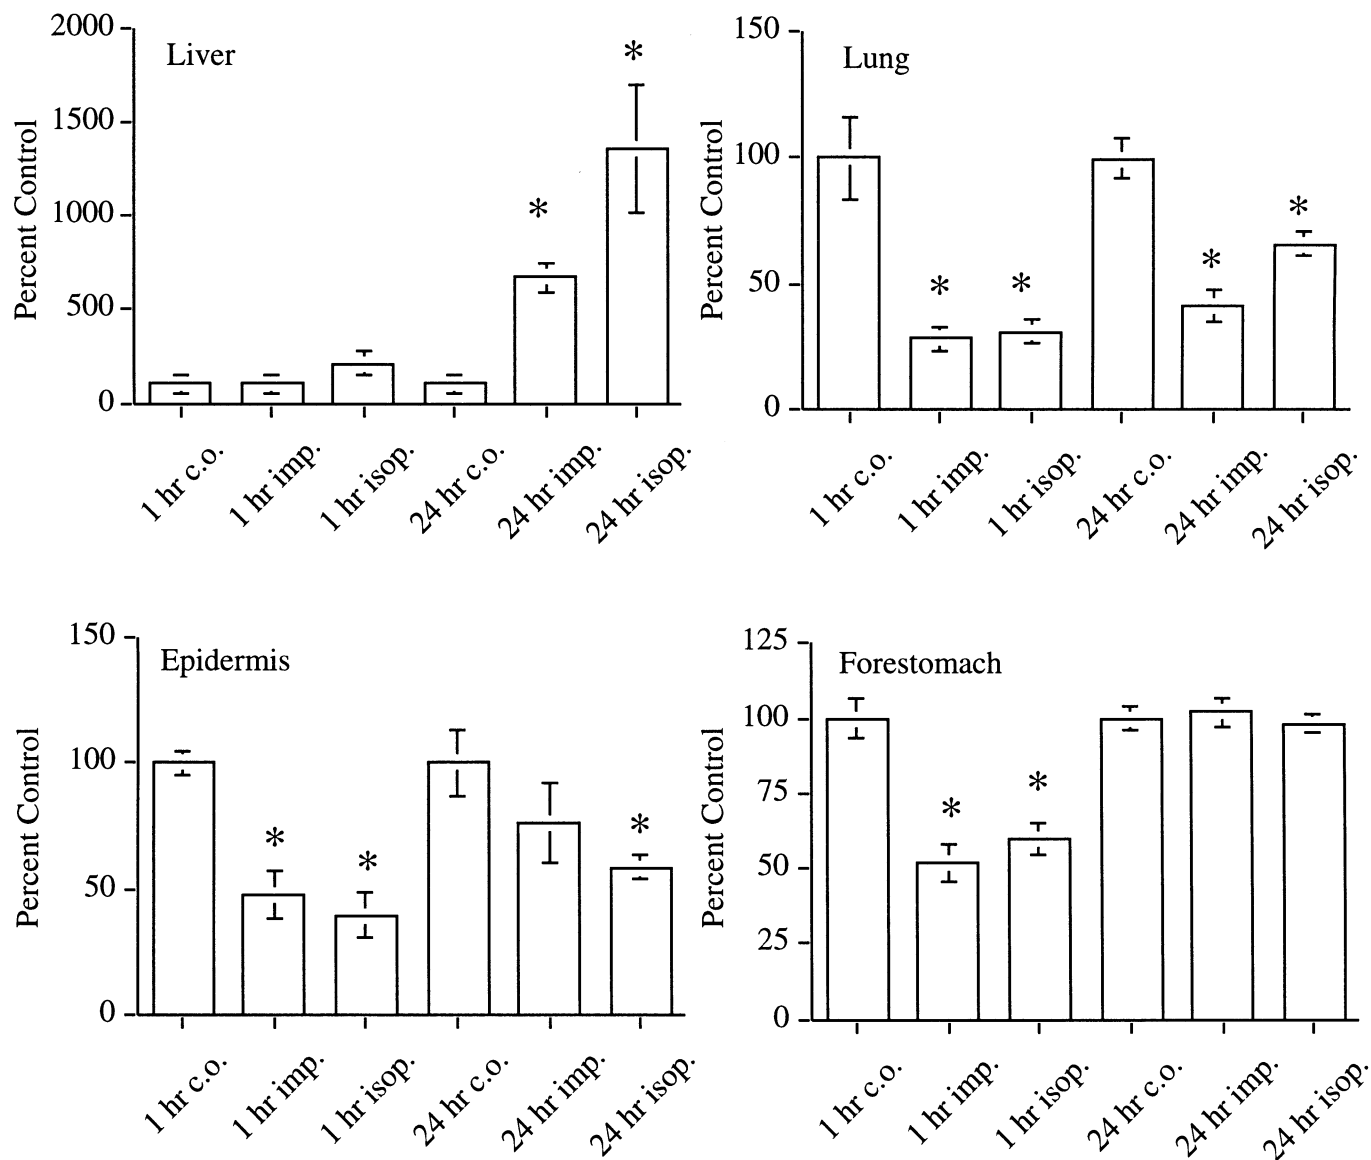 Liver
Percent Control
2000
1500
1000
500
0
*
*
1 hr c.o.
1 hr imp.
1 hr isop.
24 hr c.o.
24 hr imp.
24 hr isop.
Lung
Percent Control
150
100
50
0
*
*
*
*
1 hr c.o.
1 hr imp.
1 hr isop.
24 hr c.o.
24 hr imp.
24 hr isop.
Epidermis
Percent Control
150
100
50
0
*
*
*
1 hr c.o.
1 hr imp.
1 hr isop.
24 hr c.o.
24 hr imp.
24 hr isop.
Forestomach
Percent Control
125
100
75
50
25
0
*
*
1 hr c.o.
1 hr imp.
1 hr isop.
24 hr c.o.
24 hr imp.
24 hr isop.